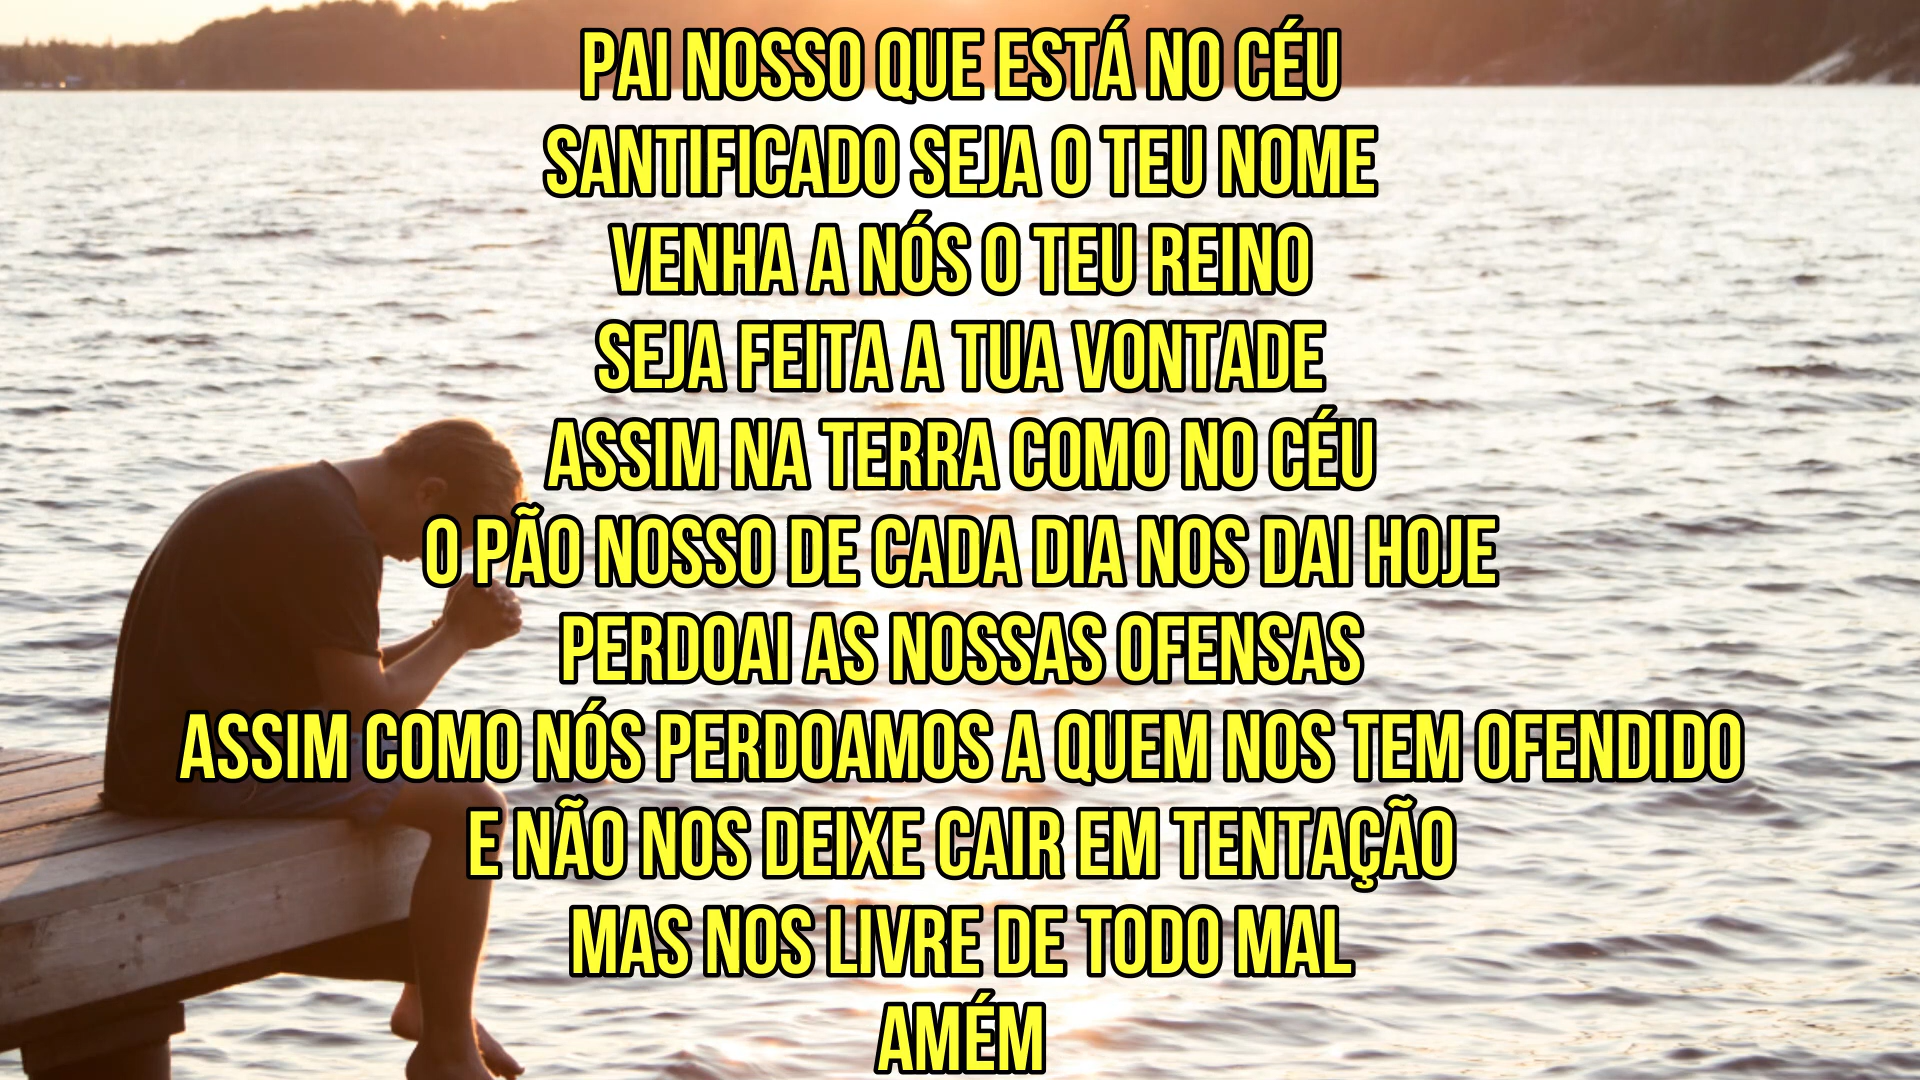 PAI NOSSO QUE ESTÁ NO CÉU
SANTIFICADO SEJA O TEU NOME
VENHA A NÓS O TEU REINO
SEJA FEITA A TUA VONTADE
ASSIM NA TERRA COMO NO CÉU
O PÃO NOSSO DE CADA DIA NOS DAI HOJE
PERDOAI AS NOSSAS OFENSAS
ASSIM COMO NÓS PERDOAMOS A QUEM NOS TEM OFENDIDO
E NÃO NOS DEIXE CAIR EM TENTAÇÃO
MAS NOS LIVRE DE TODO MAL
AMÉM